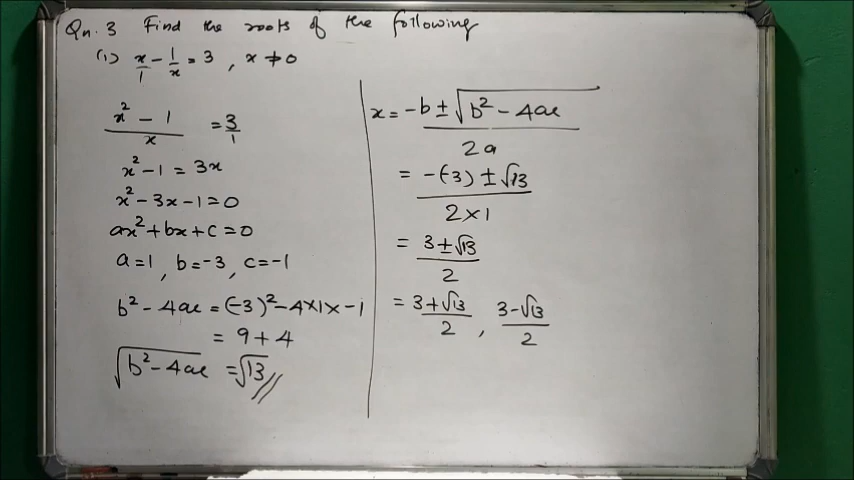 Qn. 3 Find the roots of the following
(i) x/1 - 1/x = 3 , x ≠ 0
(x² - 1)/x = 3/1
x² - 1 = 3x
x² - 3x - 1 = 0
ax² + bx + c = 0
a = 1 , b = -3 , c = -1
b² - 4ac = (-3)² - 4 × 1 × -1
= 9 + 4
√(b² - 4ac) = √13 //
x = (-b ± √(b² - 4ac))/2a
= (-(-3) ± √13)/(2 × 1)
= (3 ± √13)/2
= (3 + √13)/2 , (3 - √13)/2